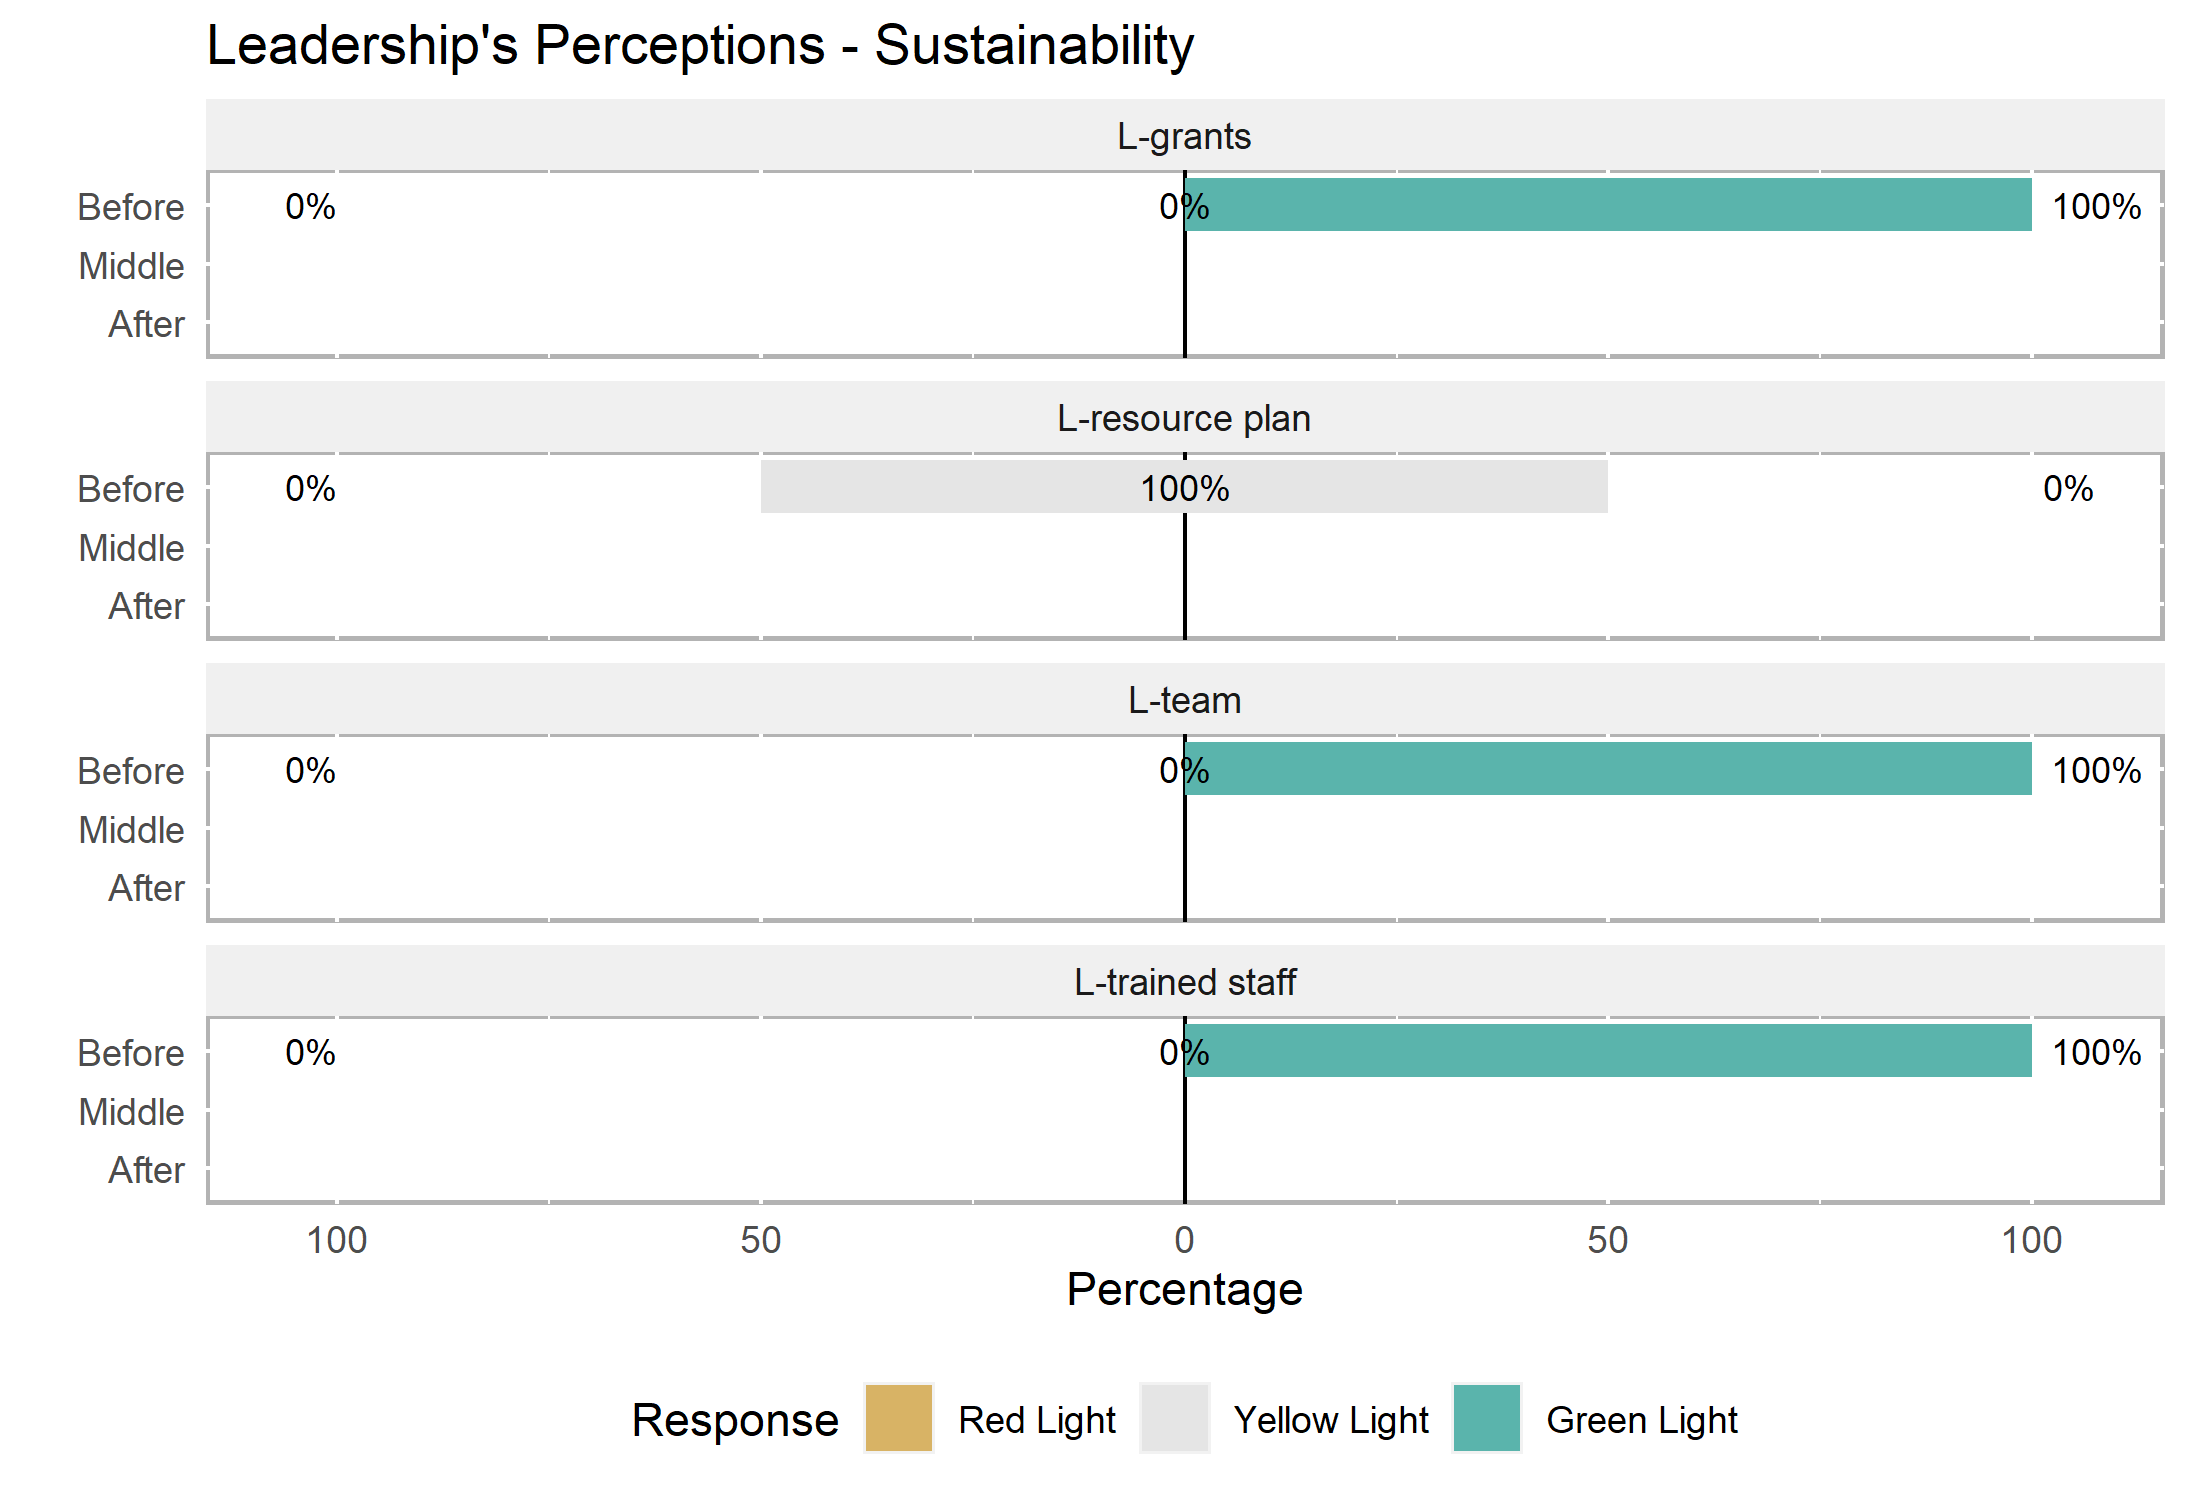 Leadership's Perceptions - Sustainability
L-grants
Before 0% 0% 100%
Middle
After
L-resource plan
Before 0% 100% 0%
Middle
After
L-team
Before 0% 0% 100%
Middle
After
L-trained staff
Before 0% 0% 100%
Middle
After
100 50 0 50 100
Percentage
Response Red Light Yellow Light Green Light